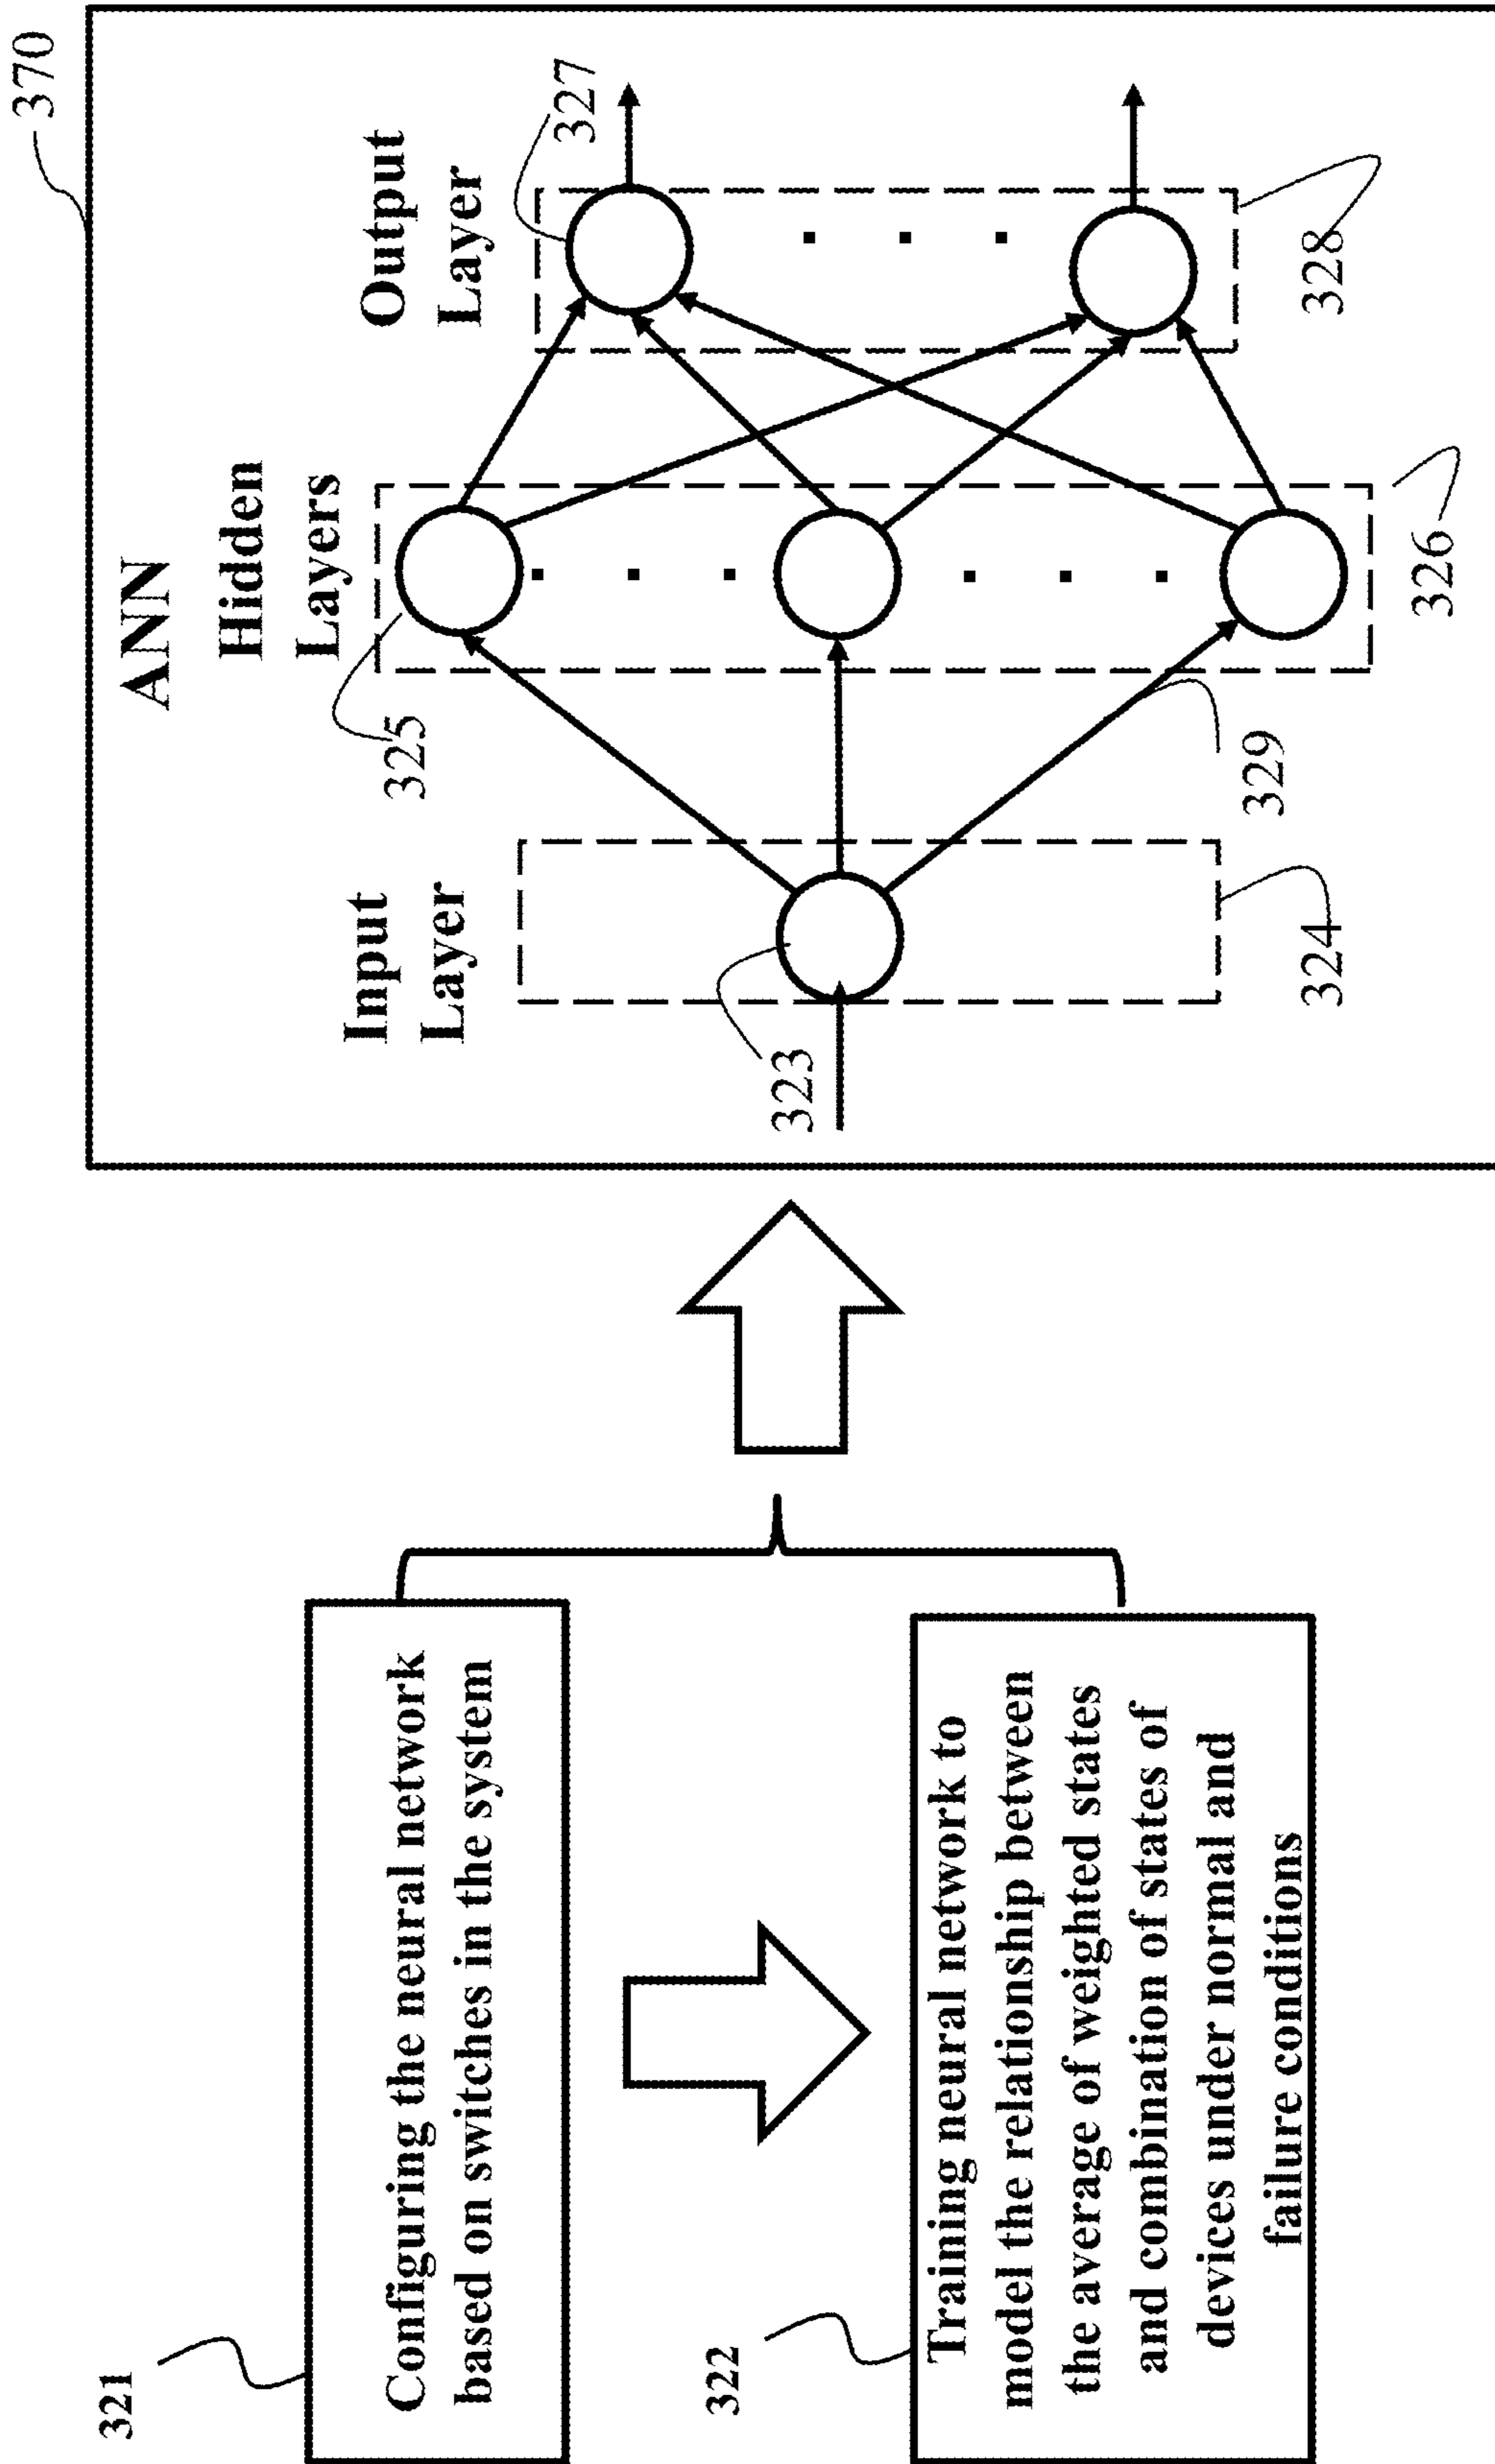 321
Configuring the neural network
based on switches in the system
322
Training neural network to
model the relationship between
the average of weighted states
and combination of states of
devices under normal and
failure conditions
370
ANN
Input
Layer
Hidden
Layers
Output
Layer
323
324
325
326
327
328
329